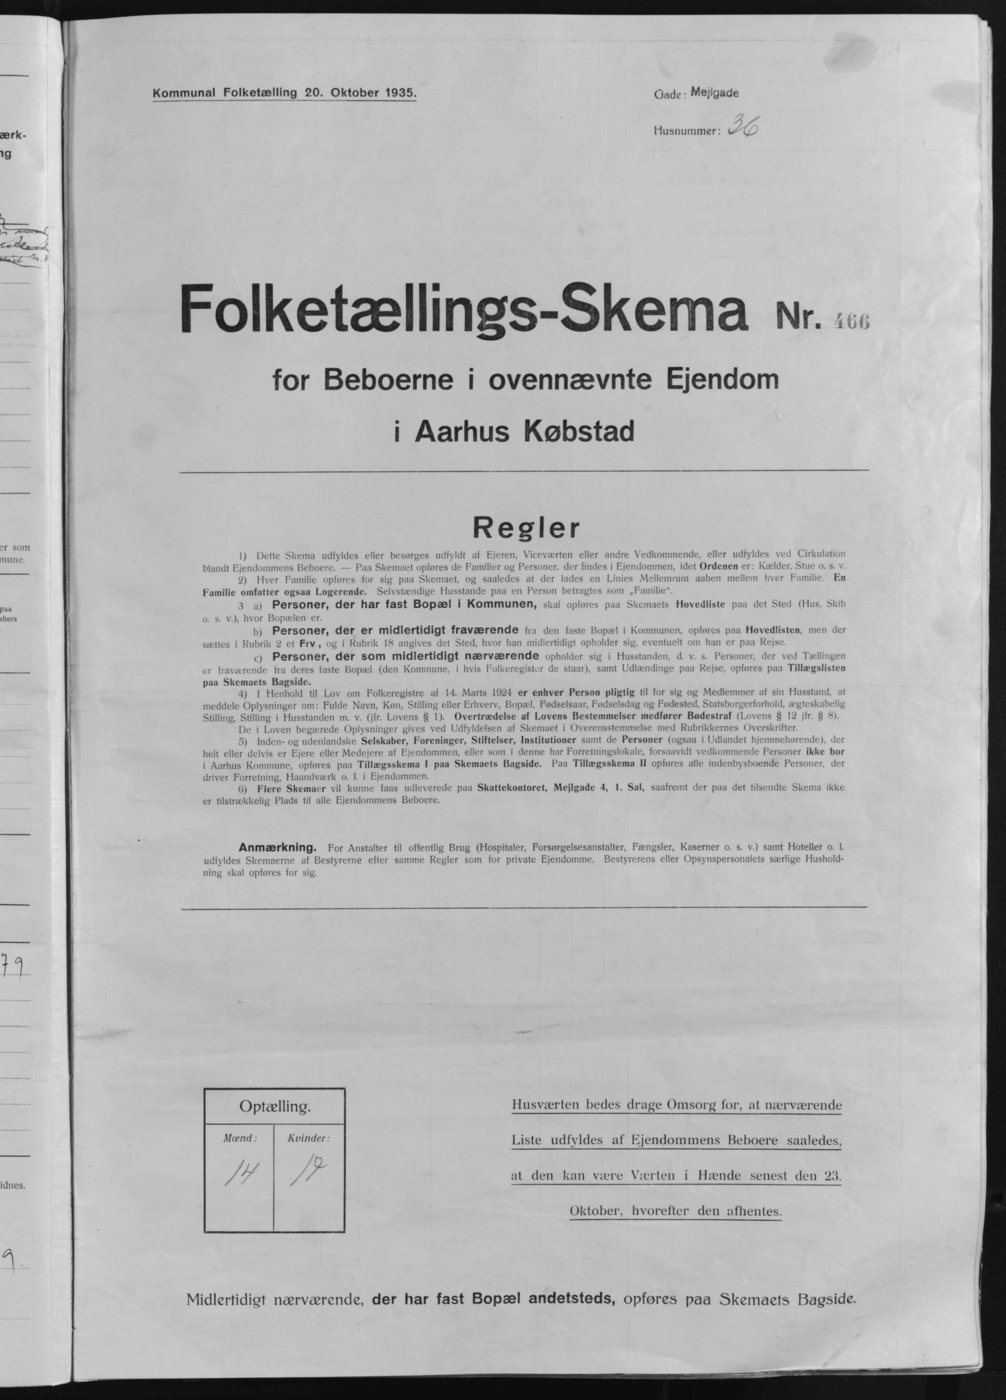 Kommunal Folketælling 20. Oktober 1935.
Gade: Mejlgade
Husnummer: 36
Folketællings-Skema Nr. 466
for Beboerne i ovennævnte Ejendom
i Aarhus Købstad
Regler
1) Dette Skema udfyldes eller besørges udfyldt af Ejeren, Viceværten eller andre Vedkommende, eller udfyldes ved Cirkulation
blandt Ejendommens Beboere. — Paa Skemaet opføres de Familier og Personer, der findes i Ejendommen, idet Ordenen er: Kælder, Stue o. s. v.
2) Hver Familie opføres for sig paa Skemaet, og saaledes at der lades en Linies Mellemrum aaben mellem hver Familie. En
Familie omfatter ogsaa Logerende. Selvstændige Husstande paa en Person betragtes som „Familie".
3 a) Personer, der har fast Bopæl i Kommunen, skal opføres paa Skemaets Hovedliste paa det Sted (Hus, Skib
o. s. v.), hvor Bopælen er.
b) Personer, der er midlertidigt fraværende fra den faste Bopæl i Kommunen, opføres paa Hovedlisten, men der
sættes i Rubrik 2 et Frv., og i Rubrik 18 angives det Sted, hvor han midlertidigt opholder sig, eventuelt om han er paa Rejse.
c) Personer, der som midlertidigt nærværende opholder sig i Husstanden, d. v. s. Personer, der ved Tællingen
er fraværende fra deres faste Bopæl (den Kommune, i hvis Folkeregister de staar), samt Udlændinge paa Rejse, opføres paa Tillægslisten
paa Skemaets Bagside.
4) I Henhold til Lov om Folkeregistre af 14. Marts 1924 er enhver Person pligtig til for sig og Medlemmer af sin Husstand, at
meddele Oplysninger om: Fulde Navn, Køn, Stilling eller Erhverv, Bopæl, Fødselsaar, Fødselsdag og Fødested, Statsborgerforhold, ægteskabelig
Stilling, Stilling i Husstanden m. v. (jfr. Lovens § 1). Overtrædelse af Lovens Bestemmelser medfører Bødestraf (Lovens § 12 jfr. § 8).
De i Loven begærede Oplysninger gives ved Udfyldelsen af Skemaet i Overensstemmelse med Rubrikkernes Overskrifter.
5) Inden- og udenlandske Selskaber, Foreninger, Stiftelser, Institutioner samt de Personer (ogsaa i Udlandet hjemmehørende), der
helt eller delvis er Ejere eller Medejere af Ejendommen, eller som i denne har Forretningslokale, forsaavidt vedkommende Personer ikke bor
i Aarhus Kommune, opføres paa Tillægsskema I paa Skemaets Bagside. Paa Tillægsskema II opføres alle indenbysboende Personer, der
driver Forretning, Haandværk o. l. i Ejendommen.
6) Flere Skemaer vil kunne faas udleverede paa Skattekontoret, Mejlgade 4, 1. Sal, saafremt der paa det tilsendte Skema ikke
er tilstrækkelig Plads til alle Ejendommens Beboere.
Anmærkning. For Anstalter til offentlig Brug (Hospitaler, Forsørgelsesanstalter, Fængsler, Kaserner o. s. v.) samt Hoteller o. l.
udfyldes Skemaerne af Bestyrerne efter samme Regler som for private Ejendomme. Bestyrerens eller Opsynspersonalets særlige Hushold-
ning skal opføres for sig.
Optælling.
Mænd: Kvinder:
14 17
Husværten bedes drage Omsorg for, at nærværende
Liste udfyldes af Ejendommens Beboere saaledes,
at den kan være Værten i Hænde senest den 23.
Oktober, hvorefter den afhentes.
Midlertidigt nærværende, der har fast Bopæl andetsteds, opføres paa Skemaets Bagside.